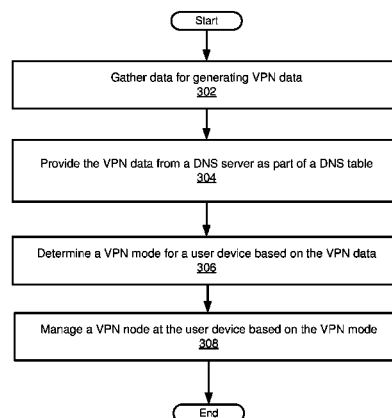 Start
Gather data for generating VPN data
302
Provide the VPN data from a DNS server as part of a DNS table
304
Determine a VPN mode for a user device based on the VPN data
306
Manage a VPN node at the user device based on the VPN mode
308
End